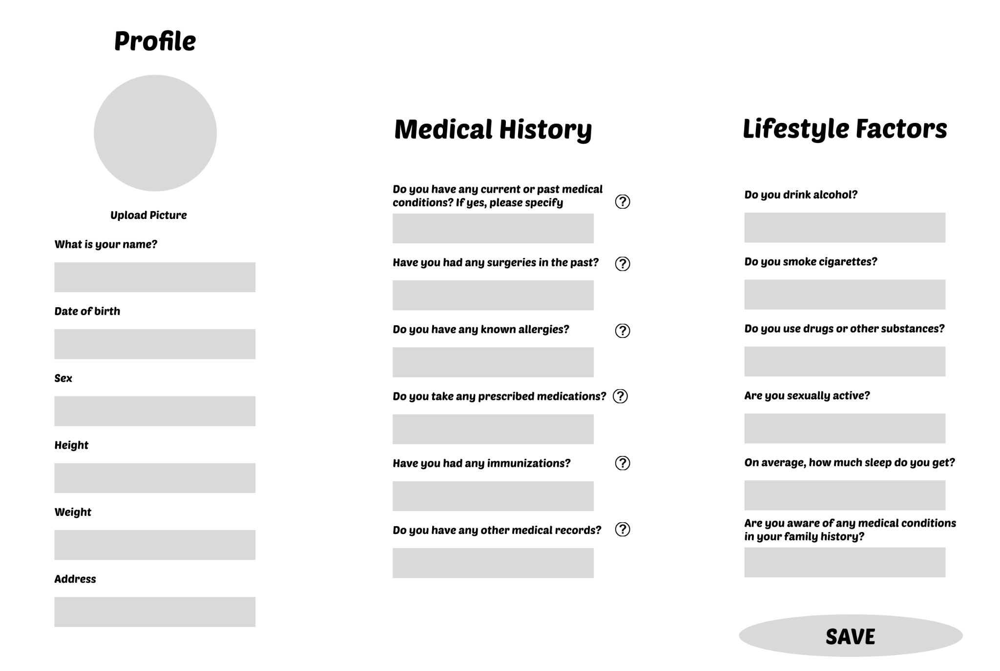 Profile
Upload Picture
What is your name?
Date of birth
Sex
Height
Weight
Address
Medical History
Do you have any current or past medical
conditions? If yes, please specify
?
Have you had any surgeries in the past? ?
Do you have any known allergies? ?
Do you take any prescribed medications? ?
Have you had any immunizations? ?
Do you have any other medical records? ?
Lifestyle Factors
Do you drink alcohol?
Do you smoke cigarettes?
Do you use drugs or other substances?
Are you sexually active?
On average, how much sleep do you get?
Are you aware of any medical conditions
in your family history?
SAVE